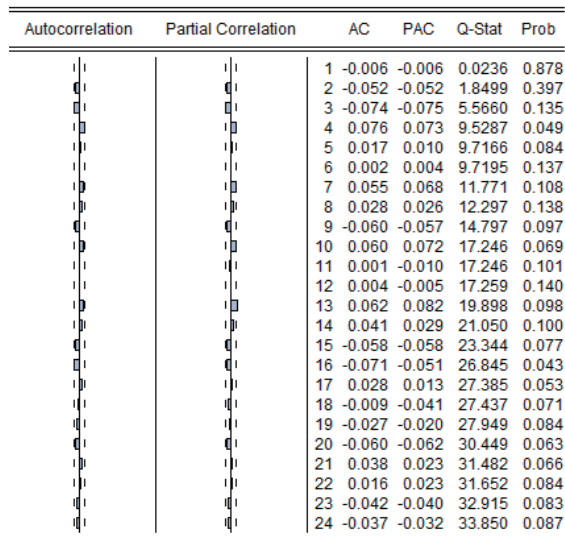 Autocorrelation Partial Correlation AC PAC Q-Stat Prob
1 -0.006 -0.006 0.0236 0.878
2 -0.052 -0.052 1.8499 0.397
3 -0.074 -0.075 5.5660 0.135
4 0.076 0.073 9.5287 0.049
5 0.017 0.010 9.7166 0.084
6 0.002 0.004 9.7195 0.137
7 0.055 0.068 11.771 0.108
8 0.028 0.026 12.297 0.138
9 -0.060 -0.057 14.797 0.097
10 0.060 0.072 17.246 0.069
11 0.001 -0.010 17.246 0.101
12 0.004 -0.005 17.259 0.140
13 0.062 0.082 19.898 0.098
14 0.041 0.029 21.050 0.100
15 -0.058 -0.058 23.344 0.077
16 -0.071 -0.051 26.845 0.043
17 0.028 0.013 27.385 0.053
18 -0.009 -0.041 27.437 0.071
19 -0.027 -0.020 27.949 0.084
20 -0.060 -0.062 30.449 0.063
21 0.038 0.023 31.482 0.066
22 0.016 0.023 31.652 0.084
23 -0.042 -0.040 32.915 0.083
24 -0.037 -0.032 33.850 0.087